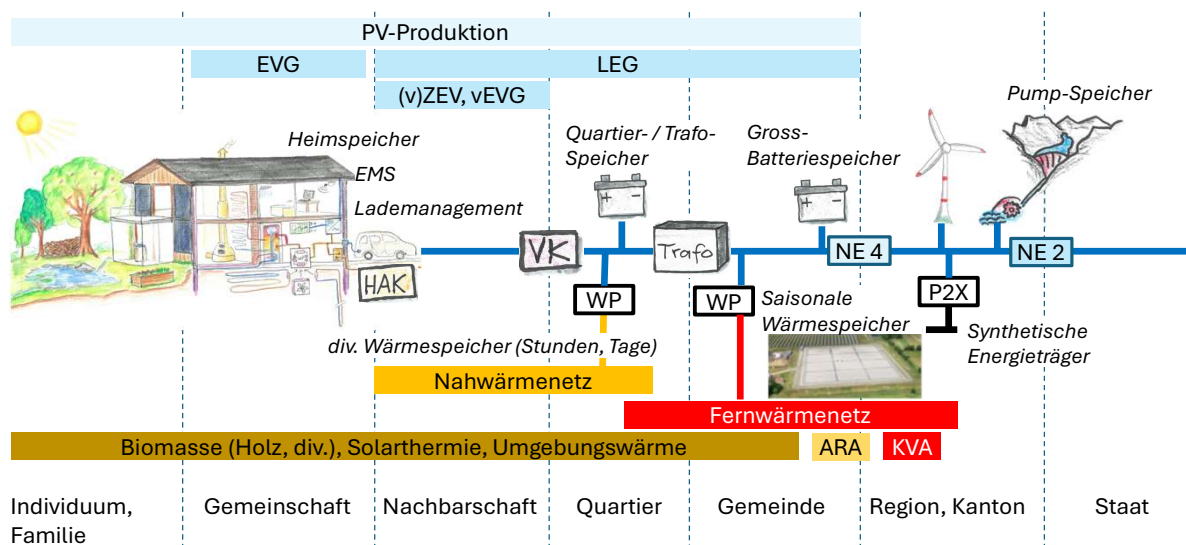 PV-Produktion
EVG
LEG
(v)ZEV, vEVG
Pump-Speicher
Heimspeicher
Quartier- / Trafo-
Speicher
Gross-
Batteriespeicher
EMS
Lademanagement
VK
Trafo
NE 4
NE 2
HAK
WP
WP
P2X
Saisonale
Wärmespeicher
Synthetische
Energieträger
div. Wärmespeicher (Stunden, Tage)
Nahwärmenetz
Fernwärmenetz
Biomasse (Holz, div.), Solarthermie, Umgebungswärme
ARA
KVA
Individuum,
Familie
Gemeinschaft
Nachbarschaft
Quartier
Gemeinde
Region, Kanton
Staat